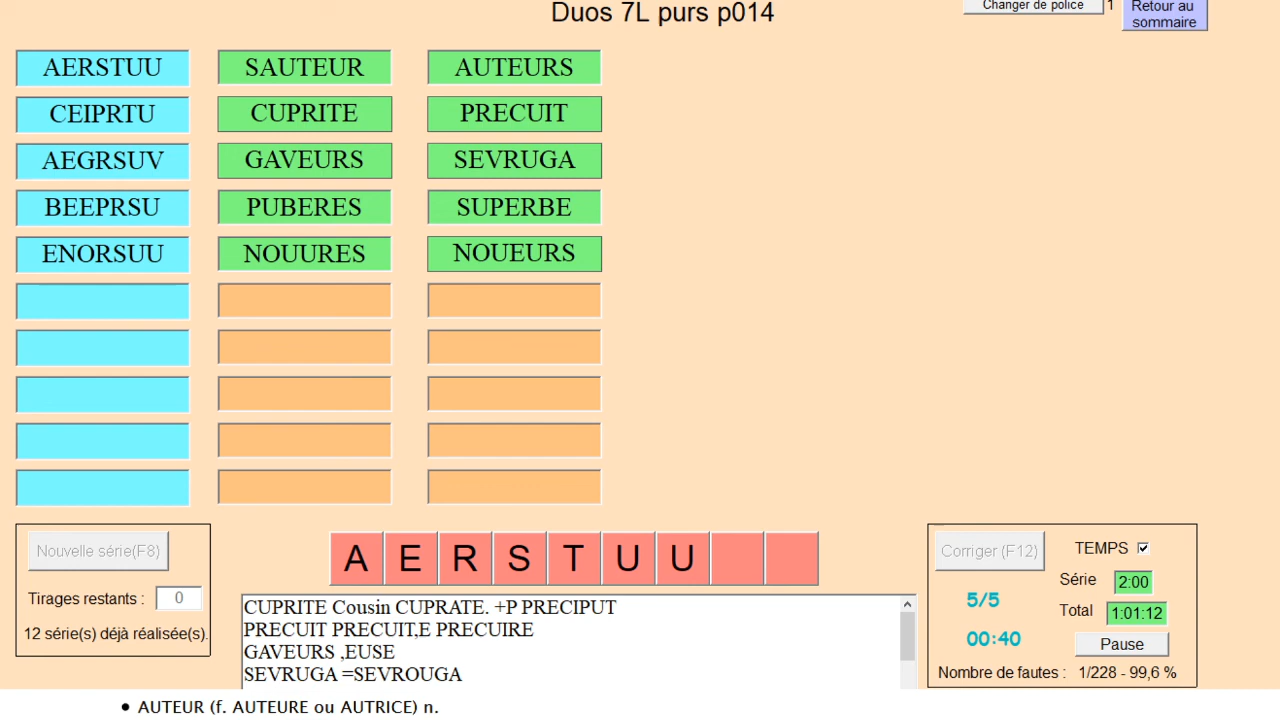 Duos 7L purs p014
Changer de police 1
Retour au
sommaire
AERSTUU SAUTEUR AUTEURS
CEIPRTU CUPRITE PRECUIT
AEGRSUV GAVEURS SEVRUGA
BEEPRSU PUBERES SUPERBE
ENORSUU NOUURES NOUEURS
Nouvelle série(F8)
Tirages restants : 0
12 série(s) déjà réalisée(s).
A E R S T U U
CUPRITE Cousin CUPRATE. +P PRECIPUT
PRECUIT PRECUIT,E PRECUIRE
GAVEURS ,EUSE
SEVRUGA =SEVROUGA
Corriger (F12)
TEMPS
5/5
Série 2:00
Total 1:01:12
00:40
Pause
Nombre de fautes : 1/228 - 99,6 %
• AUTEUR (f. AUTEURE ou AUTRICE) n.